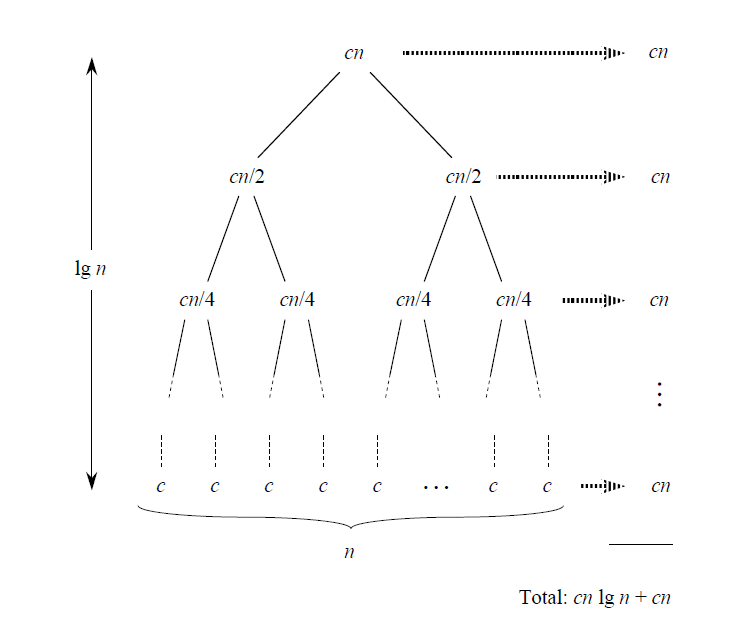 cn cn
cn/2 cn/2 cn
lg n
cn/4 cn/4 cn/4 cn/4 cn
⋮
c c c c c ... c c cn
n
Total: cn lg n + cn